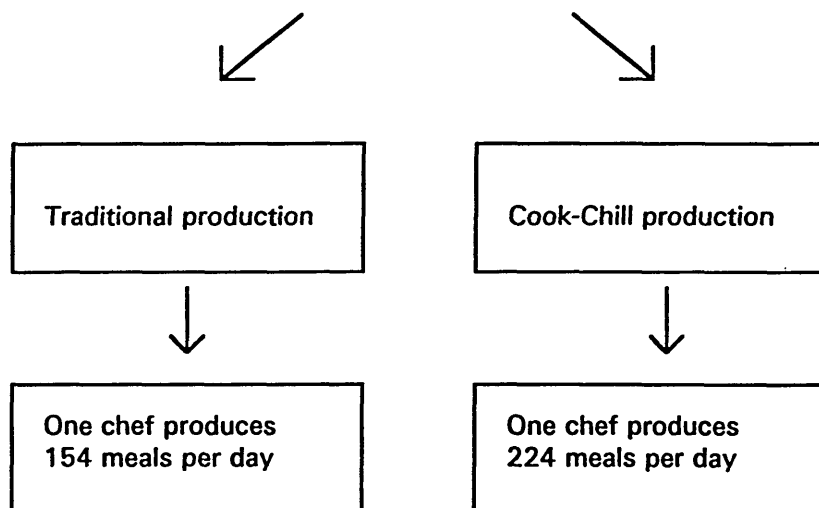 Traditional production
Cook-Chill production
One chef produces
154 meals per day
One chef produces
224 meals per day